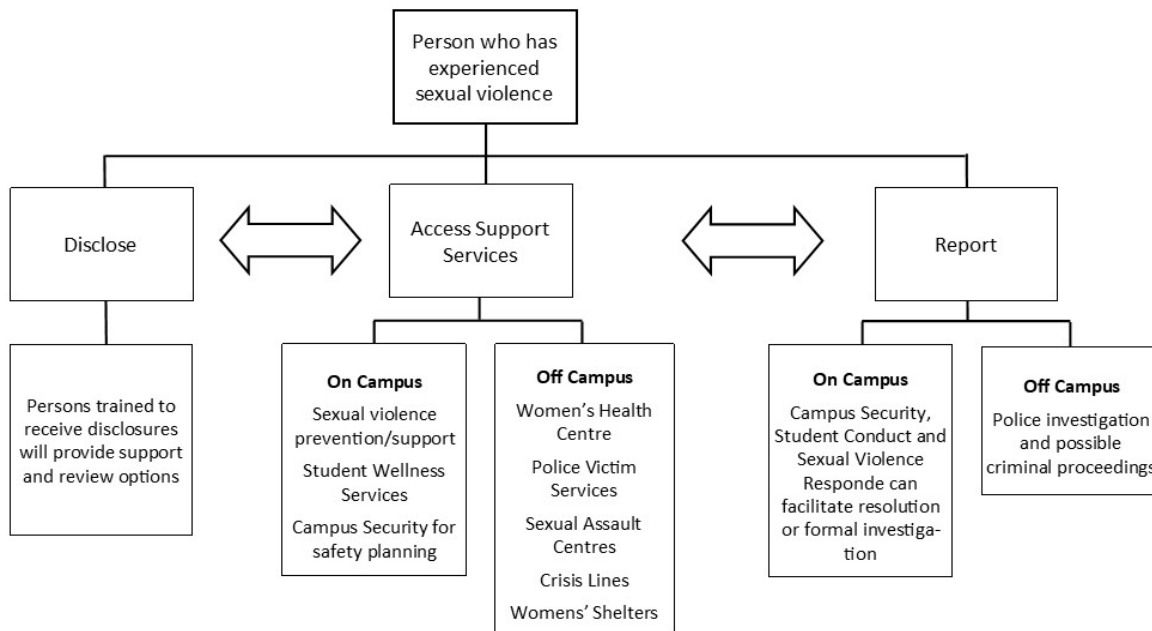 Person who has
experienced
sexual violence
Disclose
Access Support
Services
Report
Persons trained to
receive disclosures
will provide support
and review options
On Campus
Sexual violence
prevention/support
Student Wellness
Services
Campus Security for
safety planning
Off Campus
Women’s Health
Centre
Police Victim
Services
Sexual Assault
Centres
Crisis Lines
Womens’ Shelters
On Campus
Campus Security,
Student Conduct and
Sexual Violence
Responde can
facilitate resolution
or formal investiga-
tion
Off Campus
Police investigation
and possible
criminal proceedings